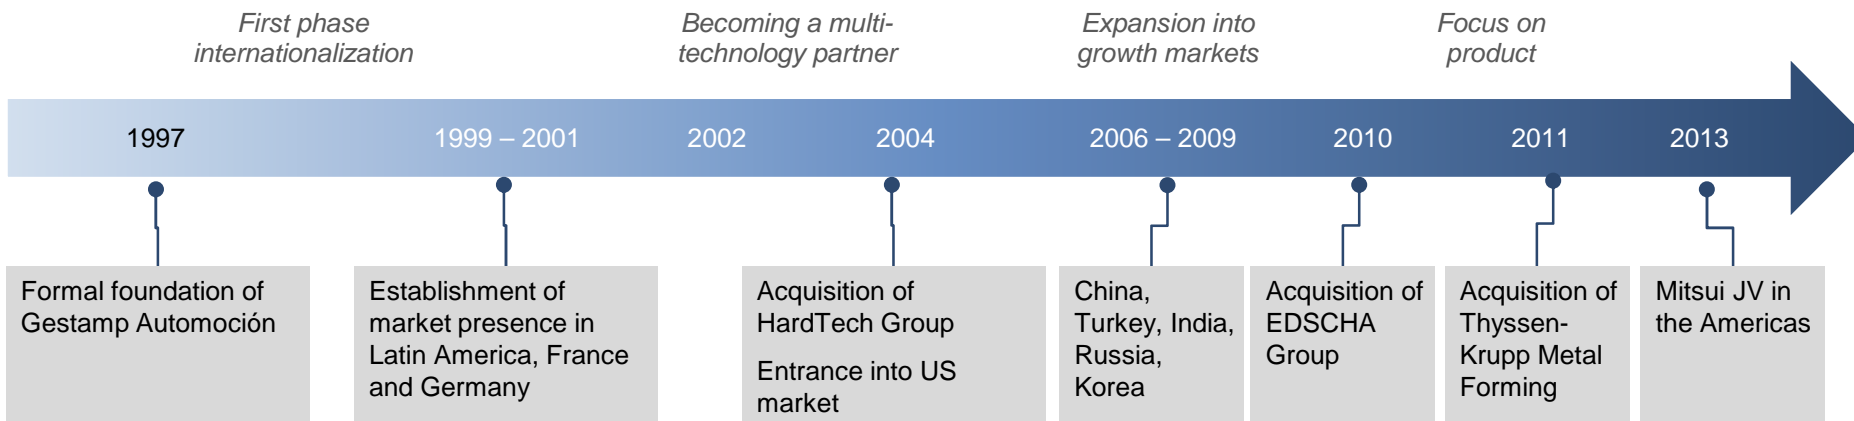 First phase
internationalization
Becoming a multi-
technology partner
Expansion into
growth markets
Focus on
product
1997
1999 – 2001
2002
2004
2006 – 2009
2010
2011
2013
Formal foundation of
Gestamp Automoción
Establishment of
market presence in
Latin America, France
and Germany
Acquisition of
HardTech Group
Entrance into US
market
China,
Turkey, India,
Russia,
Korea
Acquisition of
EDSCHA
Group
Acquisition of
Thyssen-
Krupp Metal
Forming
Mitsui JV in
the Americas